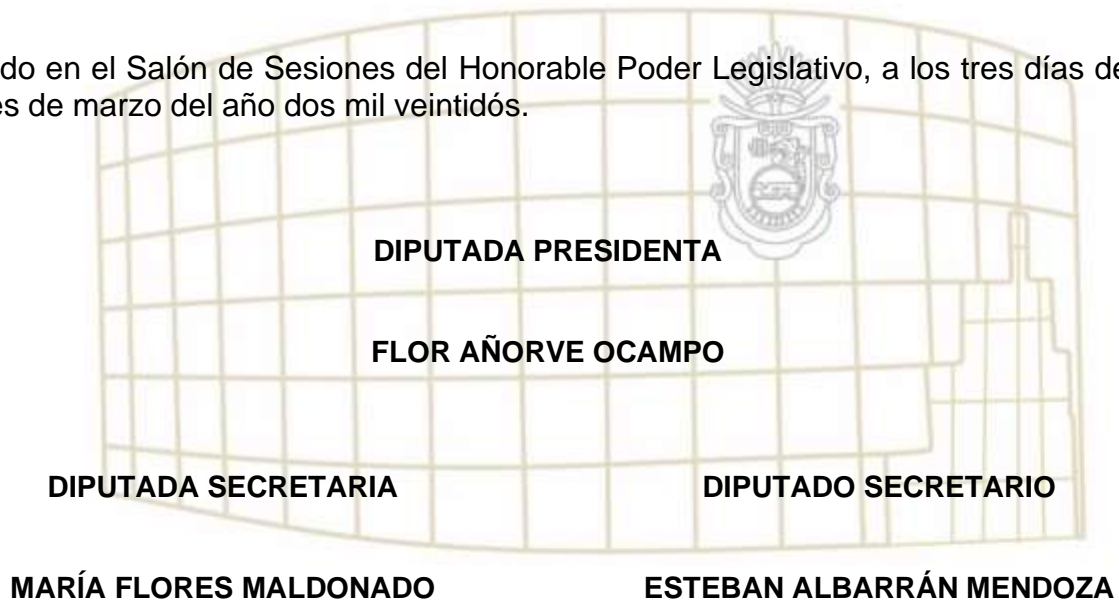 do en el Salón de Sesiones del Honorable Poder Legislativo, a los tres días de
es de marzo del año dos mil veintidós.
DIPUTADA PRESIDENTA
FLOR AÑORVE OCAMPO
DIPUTADA SECRETARIA DIPUTADO SECRETARIO
MARÍA FLORES MALDONADO ESTEBAN ALBARRÁN MENDOZA